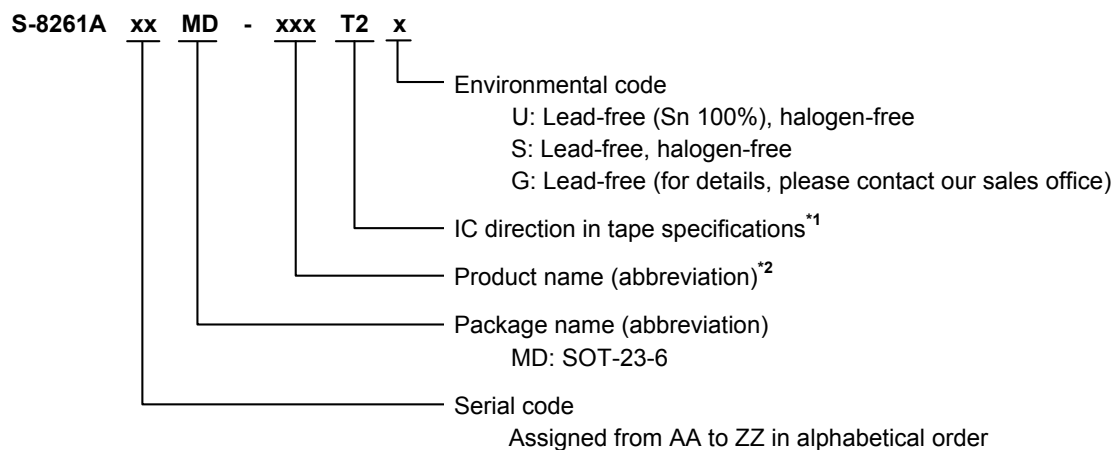 S-8261A xx MD - xxx T2 x
Environmental code
U: Lead-free (Sn 100%), halogen-free
S: Lead-free, halogen-free
G: Lead-free (for details, please contact our sales office)
IC direction in tape specifications*1
Product name (abbreviation)*2
Package name (abbreviation)
MD: SOT-23-6
Serial code
Assigned from AA to ZZ in alphabetical order